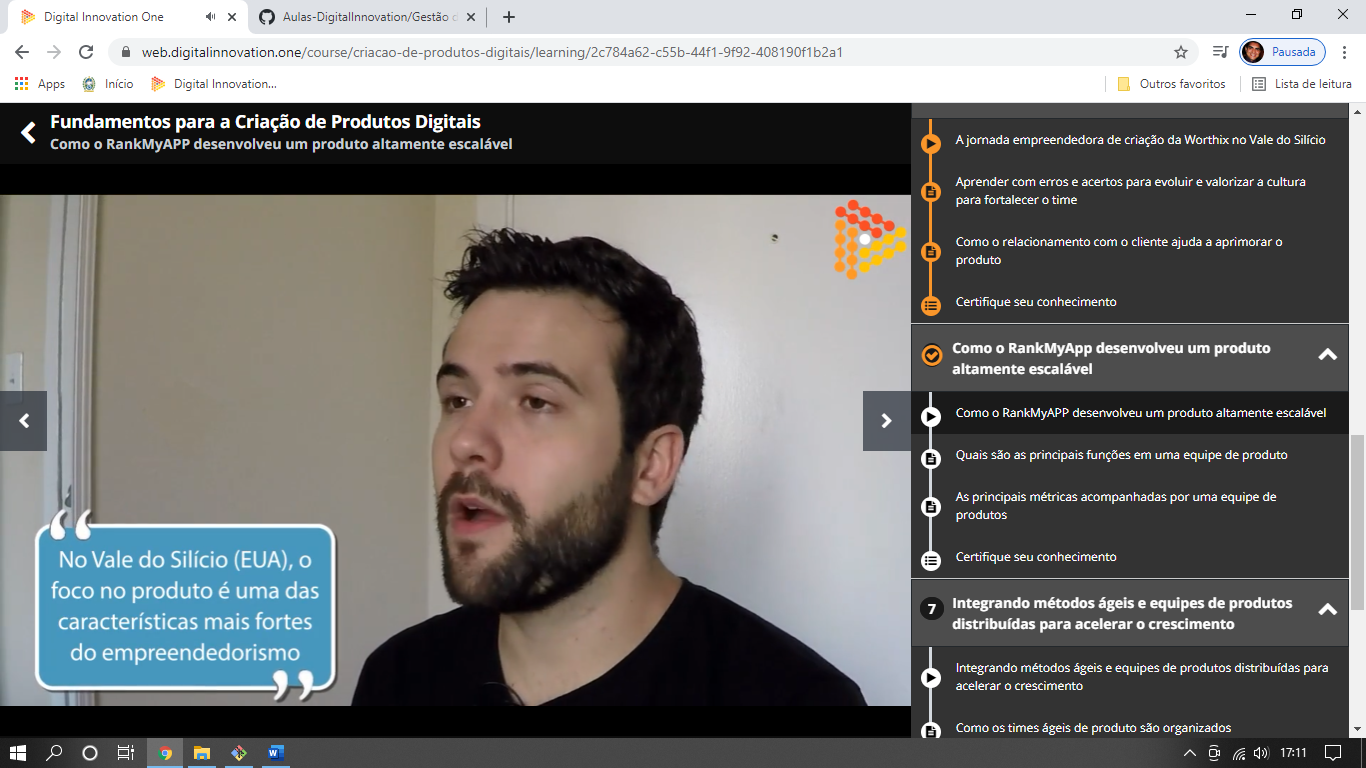 Digital Innovation One
Aulas-DigitalInnovation/Gestão d
web.digitalinnovation.one/course/criacao-de-produtos-digitais/learning/2c784a62-c55b-44f1-9f92-408190f1b2a1
Pausada
Apps
Início
Digital Innovation...
Outros favoritos
Lista de leitura
Fundamentos para a Criação de Produtos Digitais
Como o RankMyAPP desenvolveu um produto altamente escalável
No Vale do Silício (EUA), o
foco no produto é uma das
características mais fortes
do empreendedorismo
A jornada empreendedora de criação da Worthix no Vale do Silício
Aprender com erros e acertos para evoluir e valorizar a cultura
para fortalecer o time
Como o relacionamento com o cliente ajuda a aprimorar o
produto
Certifique seu conhecimento
Como o RankMyApp desenvolveu um produto
altamente escalável
Como o RankMyAPP desenvolveu um produto altamente escalável
Quais são as principais funções em uma equipe de produto
As principais métricas acompanhadas por uma equipe de
produtos
Certifique seu conhecimento
7
Integrando métodos ágeis e equipes de produtos
distribuídas para acelerar o crescimento
Integrando métodos ágeis e equipes de produtos distribuídas para
acelerar o crescimento
Como os times ágeis de produto são organizados
17:11